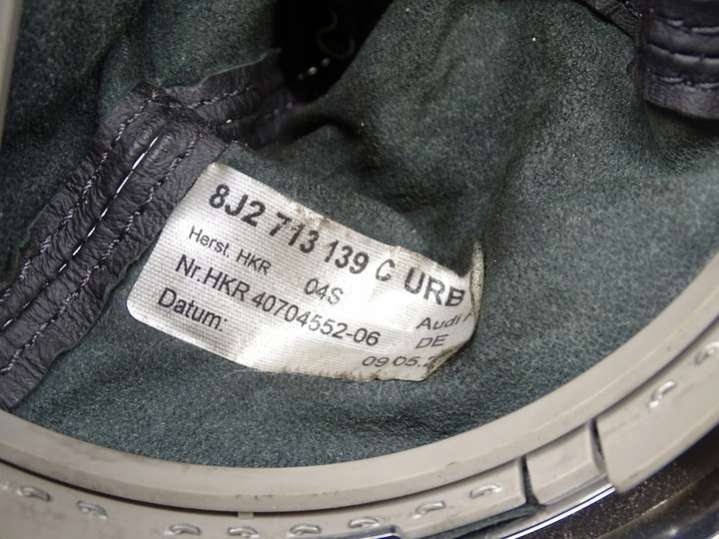 8J2 713 139 C URB
Herst. HKR 04S Audi
Nr.HKR 40704552-06 DE
Datum: 09 05.